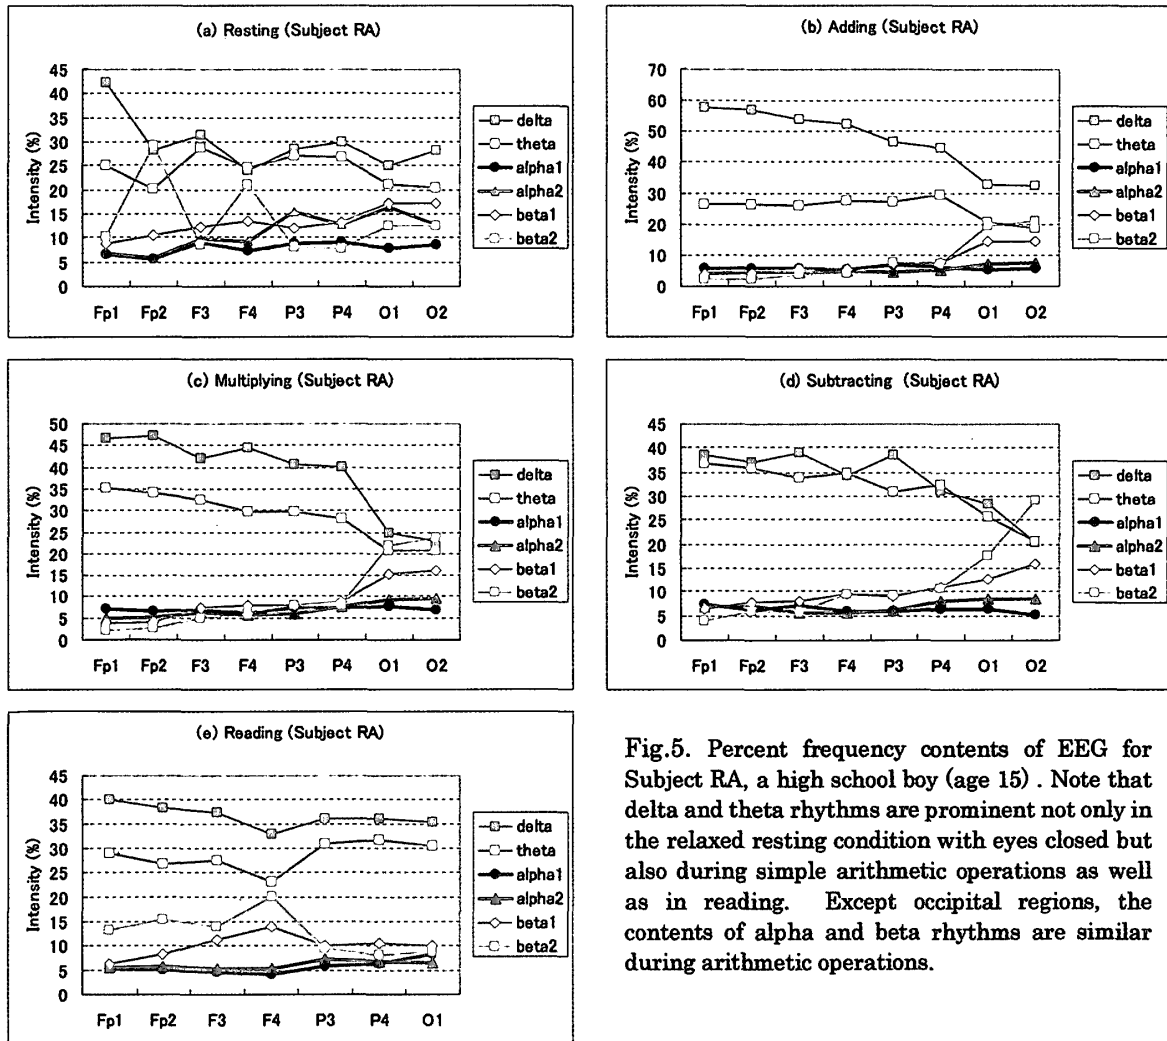 (a) Resting (Subject RA)
45
40
35
30
25
20
15
10
5
0
Intensity (%)
Fp1 Fp2 F3 F4 P3 P4 O1 O2
delta
theta
alpha1
alpha2
beta1
beta2
(b) Adding (Subject RA)
70
60
50
40
30
20
10
0
Intensity (%)
Fp1 Fp2 F3 F4 P3 P4 O1 O2
delta
theta
alpha1
alpha2
beta1
beta2
(c) Multiplying (Subject RA)
50
45
40
35
30
25
20
15
10
5
0
Intensity (%)
Fp1 Fp2 F3 F4 P3 P4 O1 O2
delta
theta
alpha1
alpha2
beta1
beta2
(d) Subtracting (Subject RA)
45
40
35
30
25
20
15
10
5
0
Intensity (%)
Fp1 Fp2 F3 F4 P3 P4 O1 O2
delta
theta
alpha1
alpha2
beta1
beta2
(e) Reading (Subject RA)
45
40
35
30
25
20
15
10
5
0
Intensity (%)
Fp1 Fp2 F3 F4 P3 P4 O1
delta
theta
alpha1
alpha2
beta1
beta2
Fig.5. Percent frequency contents of EEG for
Subject RA, a high school boy (age 15) . Note that
delta and theta rhythms are prominent not only in
the relaxed resting condition with eyes closed but
also during simple arithmetic operations as well
as in reading. Except occipital regions, the
contents of alpha and beta rhythms are similar
during arithmetic operations.